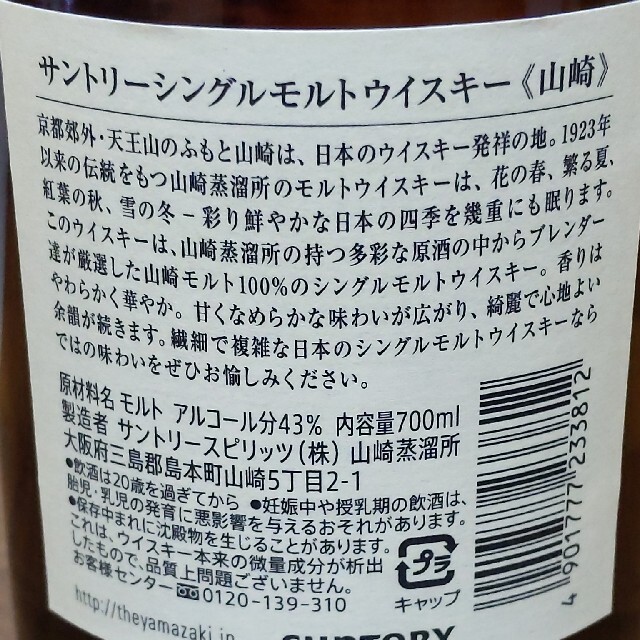 サントリーシングルモルトウイスキー《山崎》
京都郊外・天王山のふもと山崎は、日本のウイスキー発祥の地。1923年
以来の伝統をもつ山崎蒸溜所のモルトウイスキーは、花の春、繁る夏、
紅葉の秋、雪の冬−彩り鮮やかな日本の四季を幾重にも眠ります。
このウイスキーは、山崎蒸溜所の持つ多彩な原酒の中からブレンダー
達が厳選した山崎モルト100%のシングルモルトウイスキー。香りは
やわらかく華やか。甘くなめらかな味わいが広がり、綺麗で心地よい
余韻が続きます。繊細で複雑な日本のシングルモルトウイスキーなら
ではの味わいをぜひお愉しみください。
原材料名 モルト アルコール分43% 内容量700ml
製造者 サントリースピリッツ(株) 山崎蒸溜所
大阪府三島郡島本町山崎5丁目2-1
●飲酒は20歳を過ぎてから ●妊娠中や授乳期の飲酒は、
胎児・乳児の発育に悪影響を与えるおそれがあります。
●保存中まれに沈殿物を生じることがあります。
これは、ウイスキー本来の微量成分が析出
したもので、品質上問題ございません。
お客様センター 0120-139-310
http://theyamazaki.jp
プラ
キャップ
SUNTORY
4 901777 233812